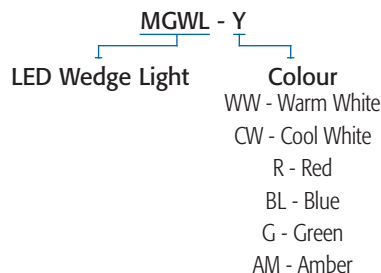 MGWL - Y
LED Wedge Light
Colour
WW - Warm White
CW - Cool White
R - Red
BL - Blue
G - Green
AM - Amber